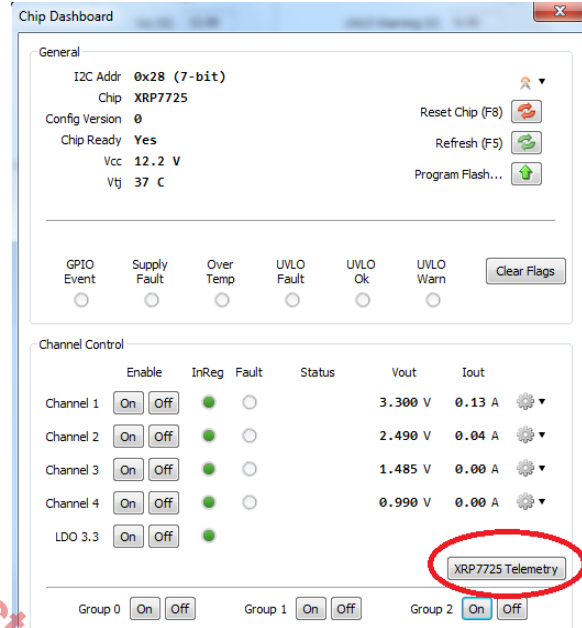 Chip Dashboard
General
I2C Addr 0x28 (7-bit)
Chip XRP7725
Config Version 0
Chip Ready Yes
Vcc 12.2 V
Vtj 37 C
Reset Chip (F8)
Refresh (F5)
Program Flash...
GPIO Event Supply Fault Over Temp UVLO Fault UVLO Ok UVLO Warn Clear Flags
Channel Control
Enable InReg Fault Status Vout Iout
Channel 1 On Off 3.300 V 0.13 A
Channel 2 On Off 2.490 V 0.04 A
Channel 3 On Off 1.485 V 0.00 A
Channel 4 On Off 0.990 V 0.00 A
LDO 3.3 On Off
XRP7725 Telemetry
Group 0 On Off Group 1 On Off Group 2 On Off